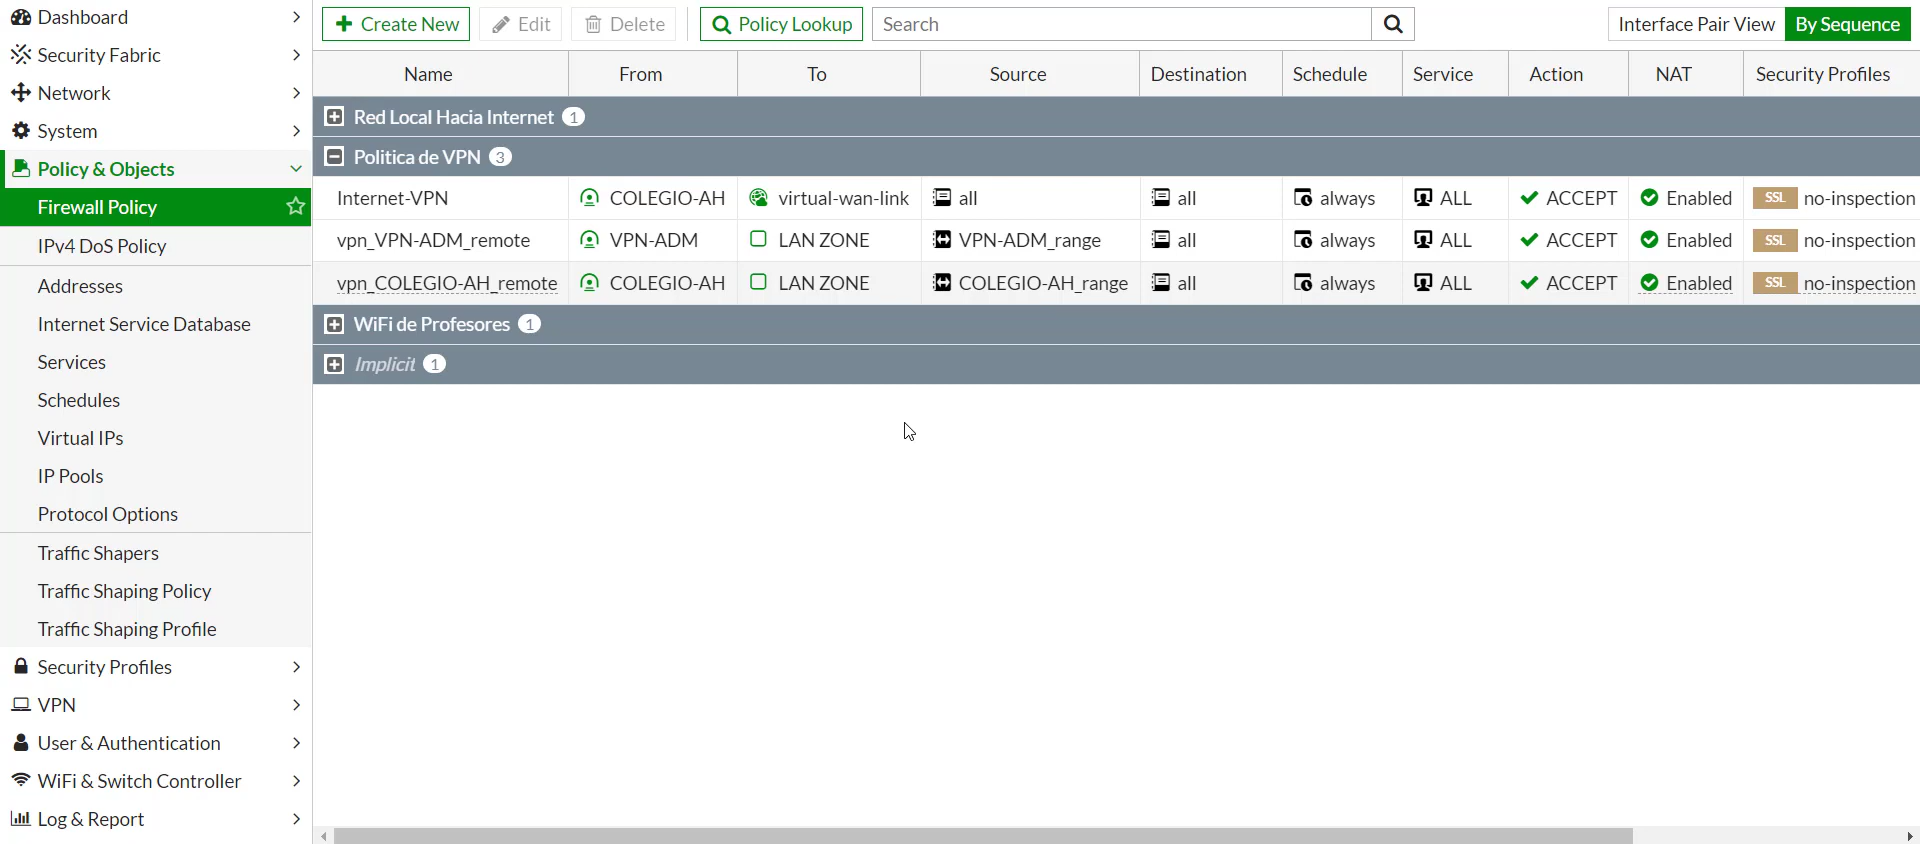 Dashboard
Security Fabric
Network
System
Policy & Objects
Firewall Policy
IPv4 DoS Policy
Addresses
Internet Service Database
Services
Schedules
Virtual IPs
IP Pools
Protocol Options
Traffic Shapers
Traffic Shaping Policy
Traffic Shaping Profile
Security Profiles
VPN
User & Authentication
WiFi & Switch Controller
Log & Report
Create New Edit Delete Policy Lookup Search Interface Pair View By Sequence
Name From To Source Destination Schedule Service Action NAT Security Profiles
Red Local Hacia Internet 1
Politica de VPN 3
Internet-VPN COLEGIO-AH virtual-wan-link all all always ALL ACCEPT Enabled SSL no-inspection
vpn_VPN-ADM_remote VPN-ADM LAN ZONE VPN-ADM_range all always ALL ACCEPT Enabled SSL no-inspection
vpn_COLEGIO-AH_remote COLEGIO-AH LAN ZONE COLEGIO-AH_range all always ALL ACCEPT Enabled SSL no-inspection
WiFi de Profesores 1
Implicit 1